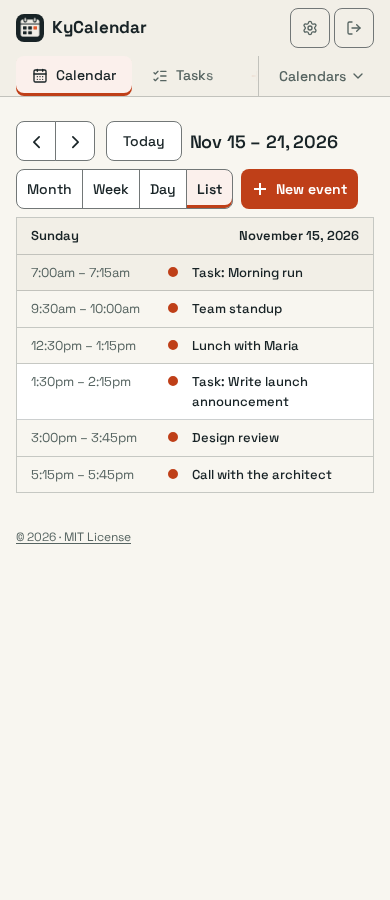 KyCalendar
Calendar
Tasks
Calendars
Today
Nov 15 – 21, 2026
Month
Week
Day
List
New event
Sunday
November 15, 2026
7:00am – 7:15am
Task: Morning run
9:30am – 10:00am
Team standup
12:30pm – 1:15pm
Lunch with Maria
1:30pm – 2:15pm
Task: Write launch
announcement
3:00pm – 3:45pm
Design review
5:15pm – 5:45pm
Call with the architect
© 2026 · MIT License